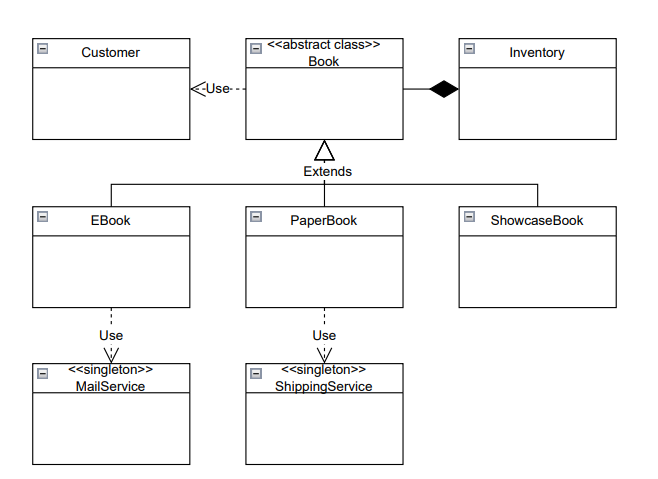 Customer
<<abstract class>>
Book
Inventory
Use
Extends
EBook
PaperBook
ShowcaseBook
Use
Use
<<singleton>>
MailService
<<singleton>>
ShippingService